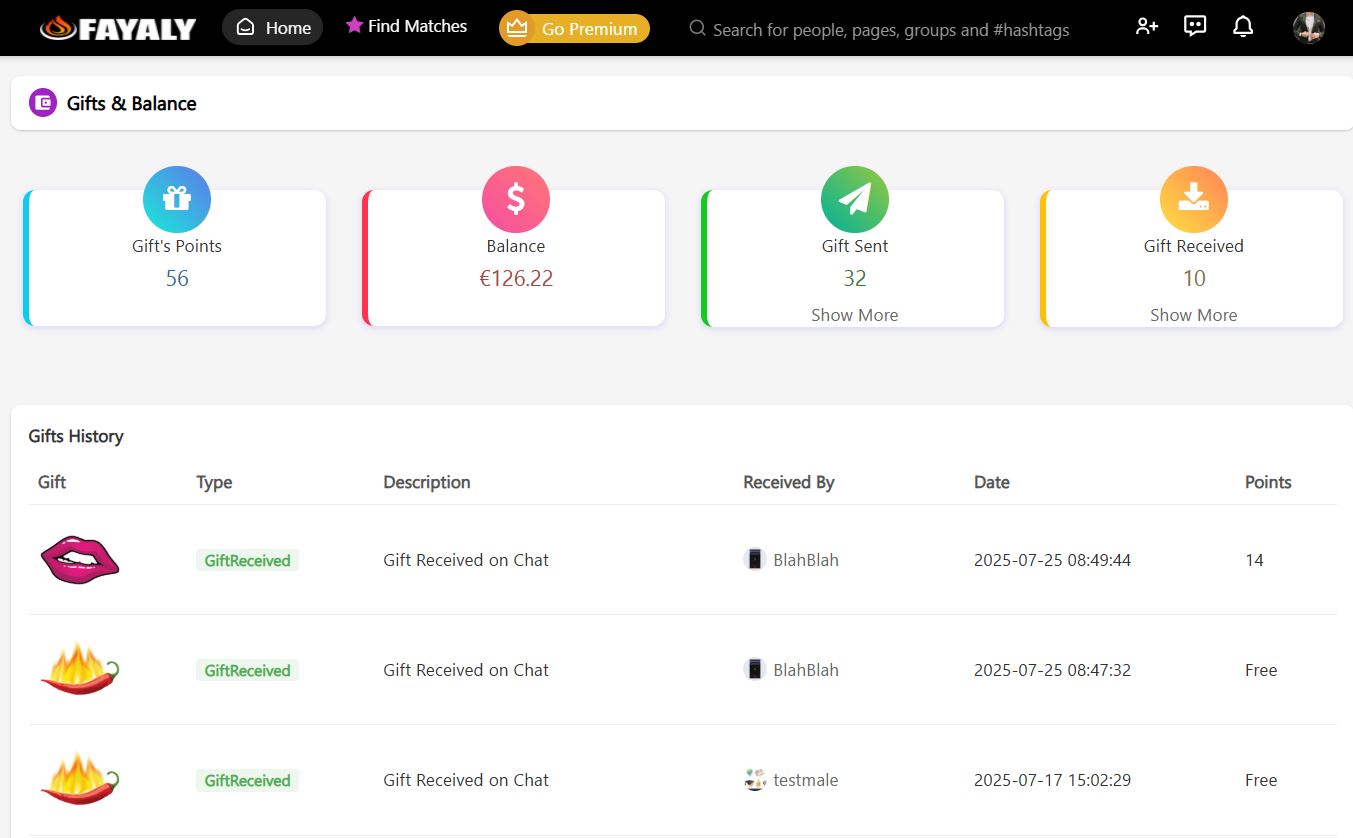 FAYALY Home Find Matches Go Premium Search for people, pages, groups and #hashtags
Gifts & Balance
Gift's Points Balance Gift Sent Gift Received
56 €126.22 32 10
Show More Show More
Gifts History
Gift Type Description Received By Date Points
GiftReceived Gift Received on Chat BlahBlah 2025-07-25 08:49:44 14
GiftReceived Gift Received on Chat BlahBlah 2025-07-25 08:47:32 Free
GiftReceived Gift Received on Chat testmale 2025-07-17 15:02:29 Free